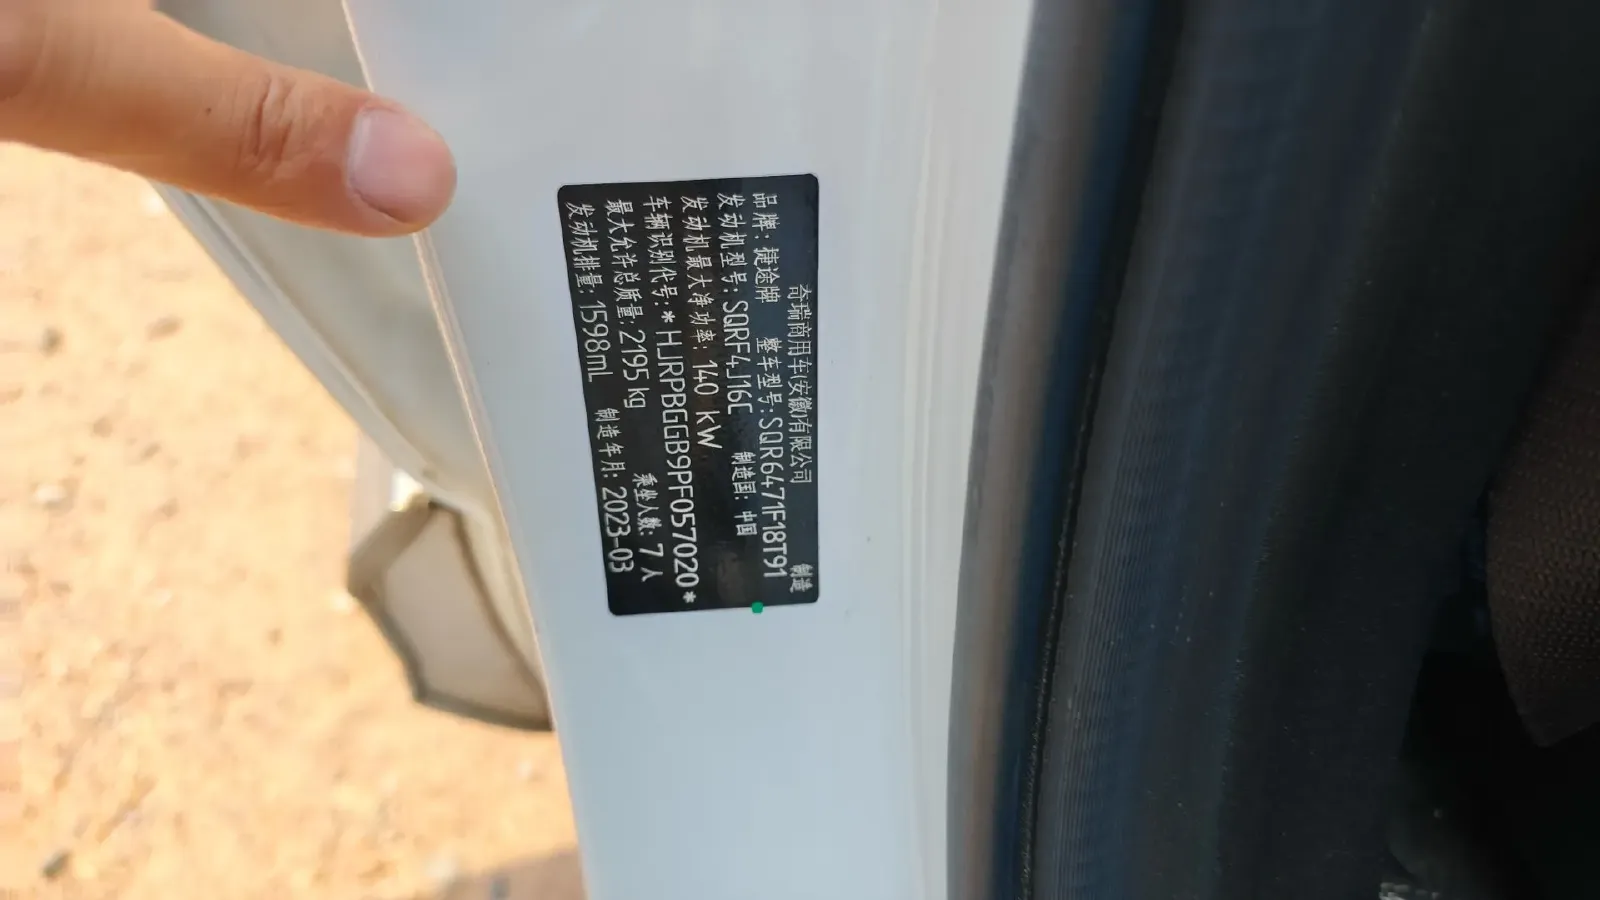 奇瑞商用车(安徽)有限公司 制造
品牌：捷途牌 整车型号：SQR6471F18T91
发动机型号：SQRF4J16C 制造国：中国
发动机最大净功率：140 kW
车辆识别代号：*HJRPBGGB9PF057020*
最大允许总质量：2195 kg 乘坐人数：7 人
发动机排量：1598mL 制造年月：2023-03